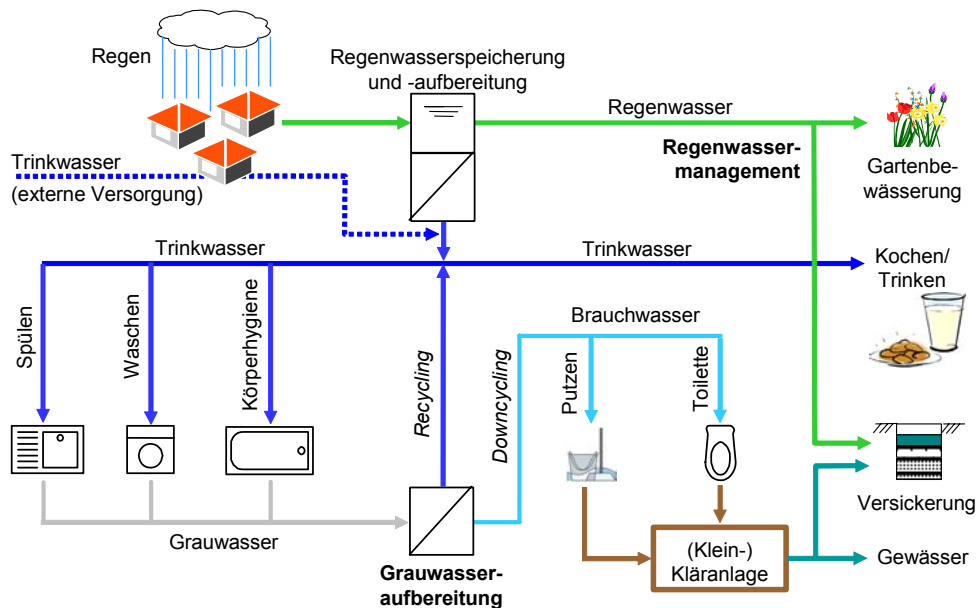 Regen
Regenwasserspeicherung
und -aufbereitung
Regenwasser
Regenwasser-
management
Gartenbe-
wässerung
Trinkwasser
(externe Versorgung)
Trinkwasser
Trinkwasser
Kochen/
Trinken
Spülen
Waschen
Körperhygiene
Recycling
Downcycling
Brauchwasser
Putzen
Toilette
Versickerung
Grauwasser
Grauwasser-
aufbereitung
(Klein-)
Kläranlage
Gewässer